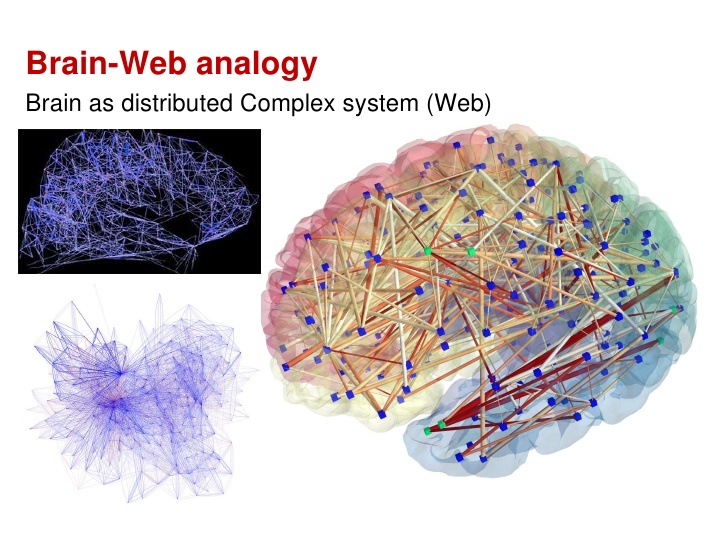 Brain-Web analogy
Brain as distributed Complex system (Web)